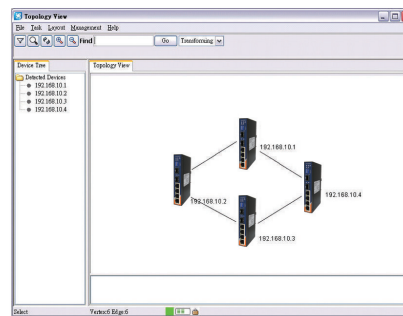 Topology View
File Task Layout Management Help
Find Go Transforming
Device Tree
Topology View
Detected Devices
192.168.10.1
192.168.10.2
192.168.10.3
192.168.10.4
192.168.10.1
192.168.10.2
192.168.10.4
192.168.10.3
Select: Vertex:6 Edge:6